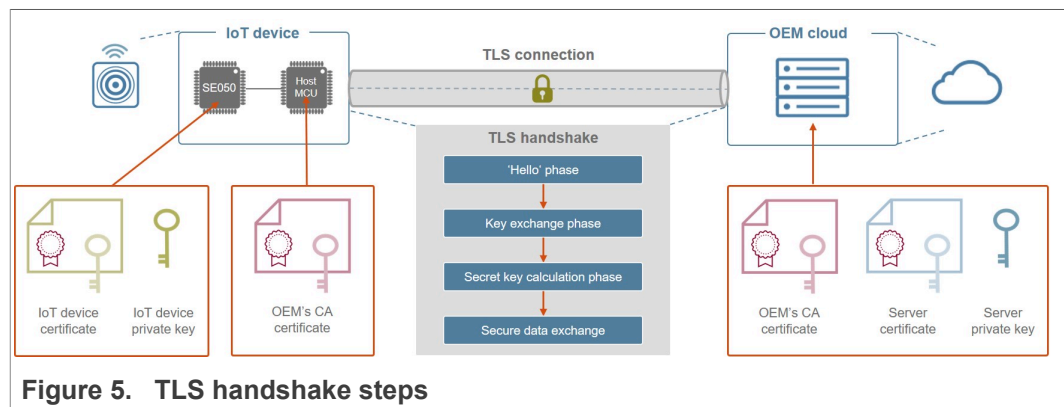 IoT device
TLS connection
OEM cloud
SE050
Host
MCU
TLS handshake
'Hello' phase
Key exchange phase
Secret key calculation phase
Secure data exchange
IoT device
certificate
IoT device
private key
OEM's CA
certificate
OEM's CA
certificate
Server
certificate
Server
private key
Figure 5. TLS handshake steps